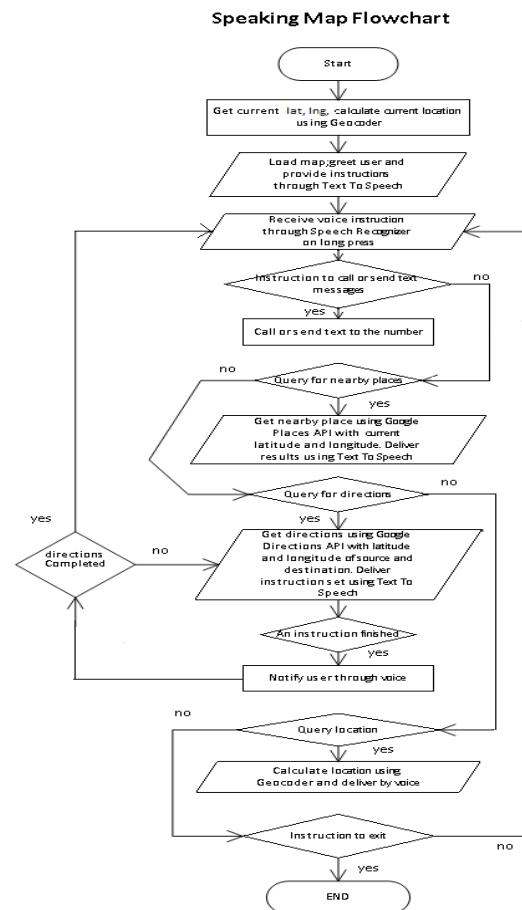 Speaking Map Flowchart
Start
Get current lat, lng, calculate current location
using Geocoder
Load map;greet user and
provide instructions
through Text To Speech
Receive voice instruction
through Speech Recognizer
on long press
Instruction to call or send text
messages
no
yes
Call or send text to the number
no
Query for nearby places
yes
Get nearby place using Google
Places API with current
latitude and longitude. Deliver
results using Text To Speech
Query for directions
no
yes
yes
directions
Completed
no
Get directions using Google
Directions API with latitude
and longitude of source and
destination. Deliver
instruction set using Text To
Speech
An instruction finished
yes
Notify user through voice
no
Query location
yes
Calculate location using
Geocoder and deliver by voice
Instruction to exit
no
yes
END